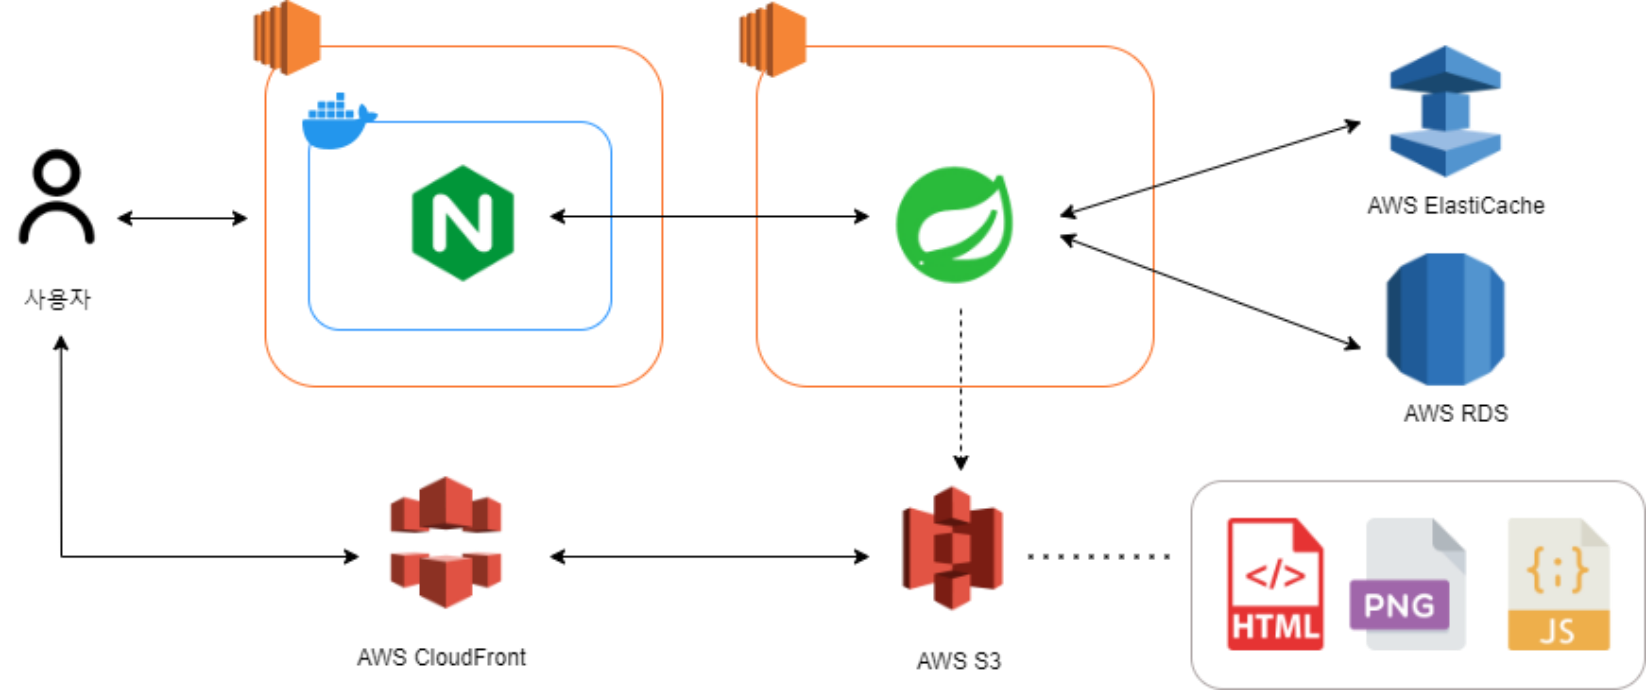 사용자
N
AWS ElastiCache
AWS RDS
AWS CloudFront
AWS S3
</>
HTML
PNG
{;}
JS